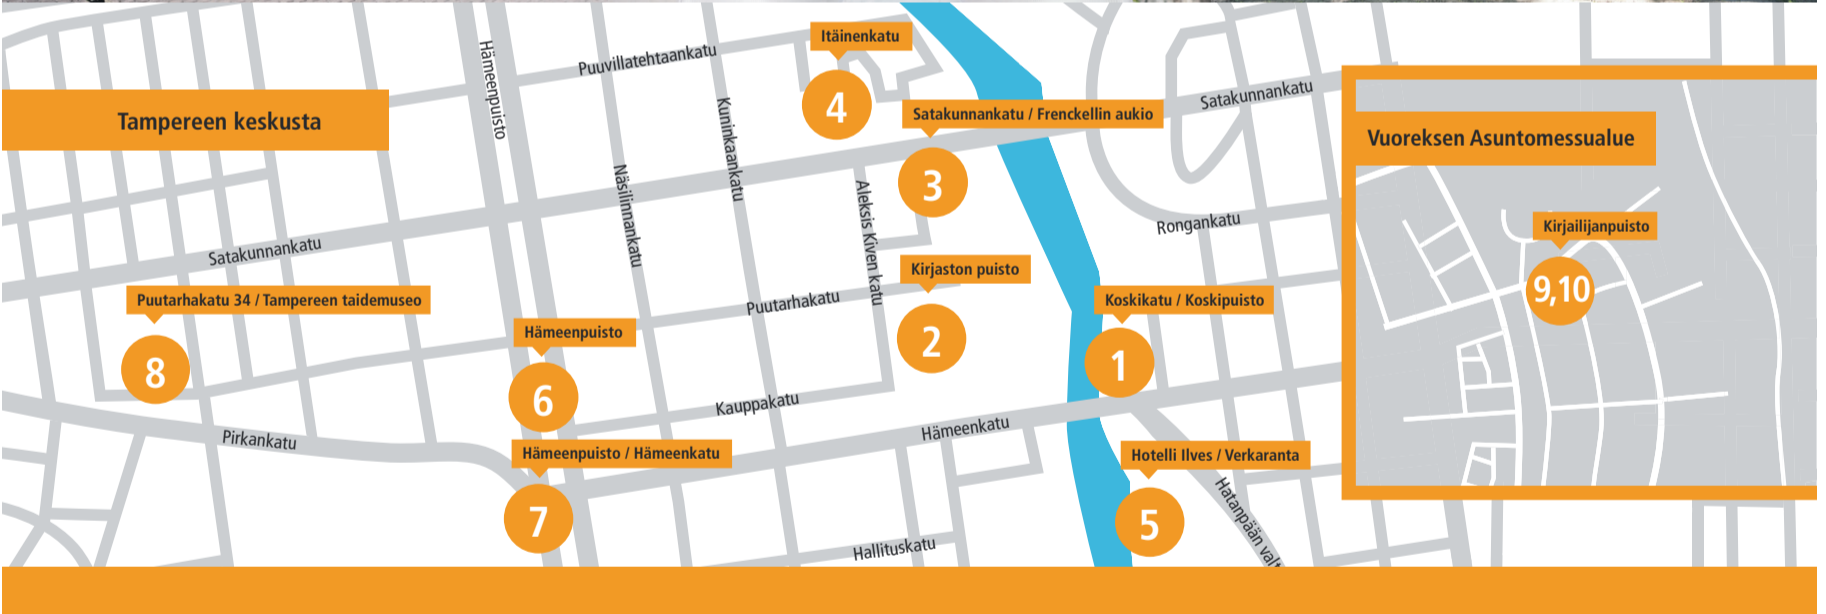 Tampereen keskusta
Hämeenpuisto
Puuvillatehtaankatu
Kuninkaankatu
Näsilinnankatu
Itäinenkatu
4
Satakunnankatu / Frenckellin aukio
3
Satakunnankatu
Aleksis Kiven katu
Rongankatu
Satakunnankatu
Puutarhakatu 34 / Tampereen taidemuseo
8
Hämeenpuisto
6
Puutarhakatu
Kirjaston puisto
2
Koskikatu / Koskipuisto
1
Kauppakatu
Hämeenkatu
Pirkankatu
Hämeenpuisto / Hämeenkatu
7
Hotelli Ilves / Verkaranta
5
Hatanpään valt
Hallituskatu
Vuoreksen Asuntomessualue
Kirjailijanpuisto
9,10